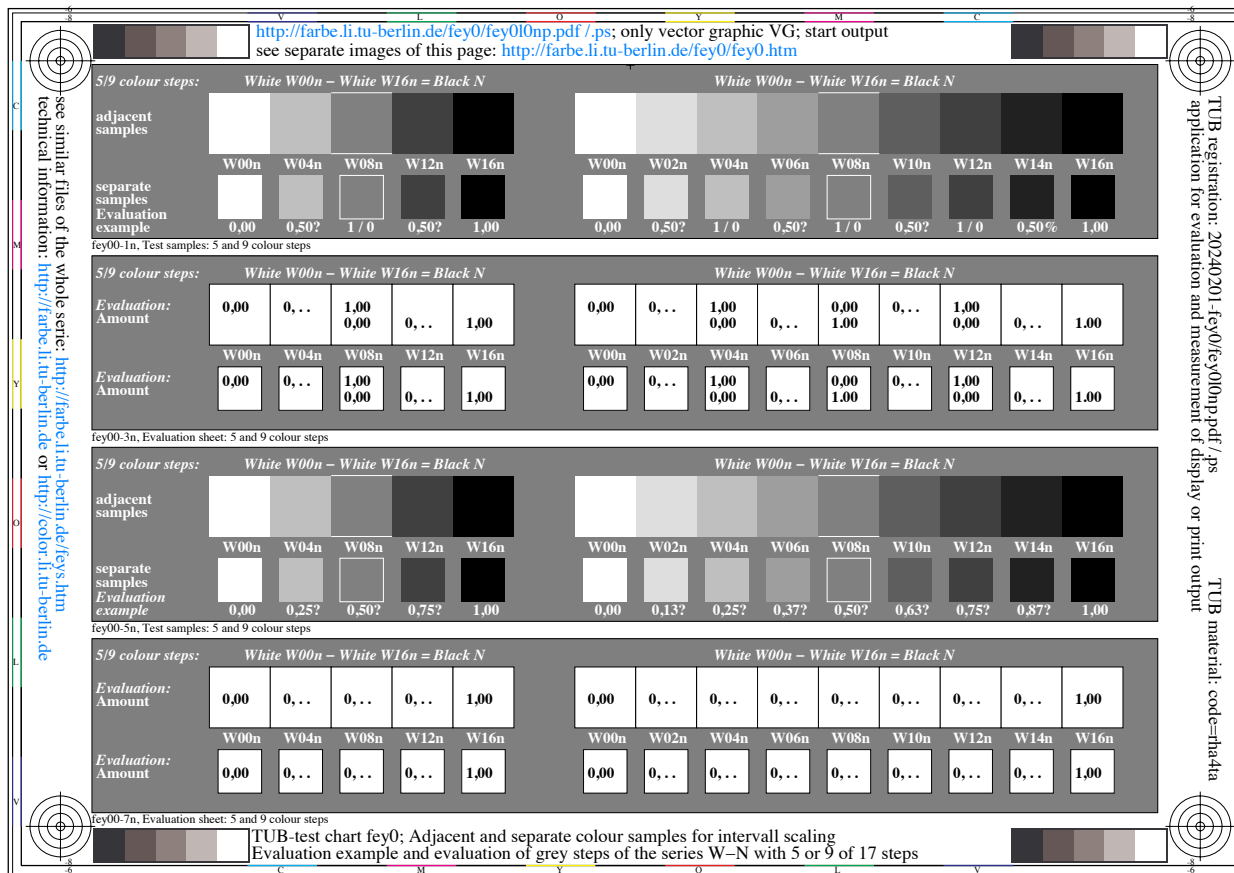 http://farbe.li.tu-berlin.de/fey0/fey0l0np.pdf /.ps; only vector graphic VG; start output
see separate images of this page: http://farbe.li.tu-berlin.de/fey0/fey0.htm
5/9 colour steps: White W00n – White W16n = Black N White W00n – White W16n = Black N
adjacent
samples
W00n W04n W08n W12n W16n W00n W02n W04n W06n W08n W10n W12n W14n W16n
separate
samples
Evaluation
example 0,00 0,50? 1 / 0 0,50? 1,00 0,00 0,50? 1 / 0 0,50? 1 / 0 0,50? 1 / 0 0,50% 1,00
fey00-1n, Test samples: 5 and 9 colour steps
5/9 colour steps: White W00n – White W16n = Black N White W00n – White W16n = Black N
Evaluation: 0,00 0, . . 1,00 0,00 0, . . 1,00 0,00 0, . . 1,00
Amount 0,00 0, . . 1,00 0,00 0, . . 1.00 0,00 0, . . 1.00
W00n W04n W08n W12n W16n W00n W02n W04n W06n W08n W10n W12n W14n W16n
Evaluation: 0,00 0, . . 1,00 0,00 0, . . 1,00 0,00 0, . . 1,00
Amount 0,00 0, . . 1,00 0,00 0, . . 1.00 0,00 0, . . 1.00
fey00-3n, Evaluation sheet: 5 and 9 colour steps
5/9 colour steps: White W00n – White W16n = Black N White W00n – White W16n = Black N
adjacent
samples
W00n W04n W08n W12n W16n W00n W02n W04n W06n W08n W10n W12n W14n W16n
separate
samples
Evaluation
example 0,00 0,25? 0,50? 0,75? 1,00 0,00 0,13? 0,25? 0,37? 0,50? 0,63? 0,75? 0,87? 1,00
fey00-5n, Test samples: 5 and 9 colour steps
5/9 colour steps: White W00n – White W16n = Black N White W00n – White W16n = Black N
Evaluation:
Amount 0,00 0, . . 0, . . 0, . . 1,00 0,00 0, . . 0, . . 0, . . 0, . . 0, . . 0, . . 0, . . 1,00
W00n W04n W08n W12n W16n W00n W02n W04n W06n W08n W10n W12n W14n W16n
Evaluation:
Amount 0,00 0, . . 0, . . 0, . . 1,00 0,00 0, . . 0, . . 0, . . 0, . . 0, . . 0, . . 0, . . 1,00
fey00-7n, Evaluation sheet: 5 and 9 colour steps
TUB-test chart fey0; Adjacent and separate colour samples for intervall scaling
Evaluation example and evaluation of grey steps of the series W–N with 5 or 9 of 17 steps
see similar files of the whole serie: http://farbe.li.tu-berlin.de/feys.htm
technical information: http://farbe.li.tu-berlin.de or http://color.li.tu-berlin.de
TUB registration: 20240201-fey0/fey0l0np.pdf /.ps TUB material: code=rha4ta
application for evaluation and measurement of display or print output
V L O Y M C
C M Y O L V
C M Y O L V
-6 -8
-6 -8
-6
-8
-6
-8